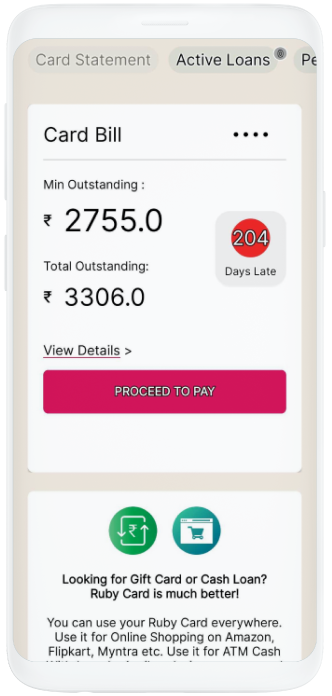 Card Statement
Active Loans
Pe
Card Bill
Min Outstanding :
₹ 2755.0
204
Days Late
Total Outstanding:
₹ 3306.0
View Details >
PROCEED TO PAY
₹
Looking for Gift Card or Cash Loan?
Ruby Card is much better!
You can use your Ruby Card everywhere.
Use it for Online Shopping on Amazon,
Flipkart, Myntra etc. Use it for ATM Cash